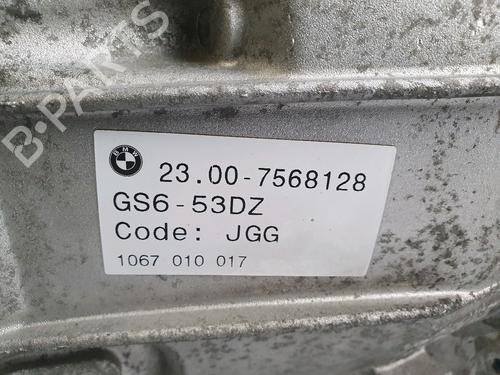 B-PARTS
BMW
23.00-7568128
GS6-53DZ
Code: JGG
1067 010 017